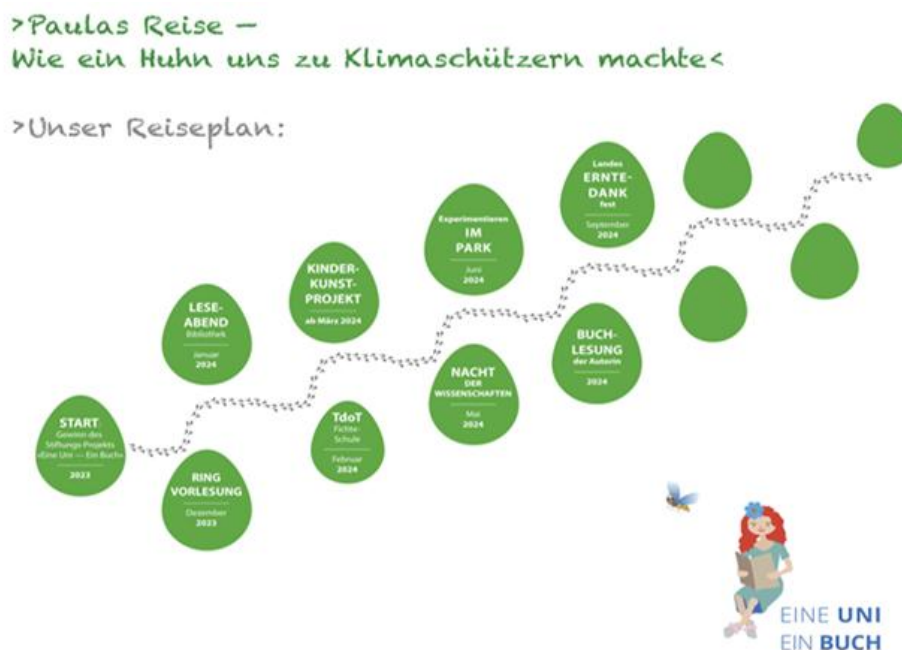 >Paulas Reise —
Wie ein Huhn uns zu Klimaschützern machte<
>Unser Reiseplan:
START
Gewinn des
Stiftungs-Projekts
»Eine Uni — Ein Buch«
2023
RING
VORLESUNG
Dezember
2023
LESE-
ABEND
Bibliothek
Januar
2024
TdoT
Fichte-
Schule
Februar
2024
KINDER-
KUNST-
PROJEKT
ab März 2024
NACHT
DER
WISSENSCHAFTEN
Mai
2024
Experimentieren
IM
PARK
Juni
2024
BUCH-
LESUNG
der Autorin
2024
Landes
ERNTE-
DANK
fest
September
2024
EINE UNI
EIN BUCH